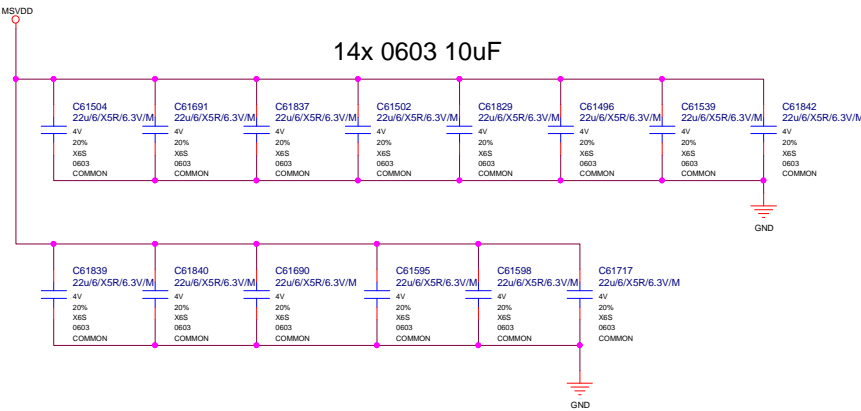 MSVDD
14x 0603 10uF
C61504 C61691 C61837 C61502 C61829 C61496 C61539 C61842
22u/6/X5R/6.3V/M 22u/6/X5R/6.3V/M 22u/6/X5R/6.3V/M 22u/6/X5R/6.3V/M 22u/6/X5R/6.3V/M 22u/6/X5R/6.3V/M 22u/6/X5R/6.3V/M 22u/6/X5R/6.3V/M
4V 4V 4V 4V 4V 4V 4V 4V
20% 20% 20% 20% 20% 20% 20% 20%
X6S X6S X6S X6S X6S X6S X6S X6S
0603 0603 0603 0603 0603 0603 0603 0603
COMMON COMMON COMMON COMMON COMMON COMMON COMMON COMMON
GND
C61839 C61840 C61690 C61595 C61598 C61717
22u/6/X5R/6.3V/M 22u/6/X5R/6.3V/M 22u/6/X5R/6.3V/M 22u/6/X5R/6.3V/M 22u/6/X5R/6.3V/M 22u/6/X5R/6.3V/M
4V 4V 4V 4V 4V 4V
20% 20% 20% 20% 20% 20%
X6S X6S X6S X6S X6S X6S
0603 0603 0603 0603 0603 0603
COMMON COMMON COMMON COMMON COMMON COMMON
GND